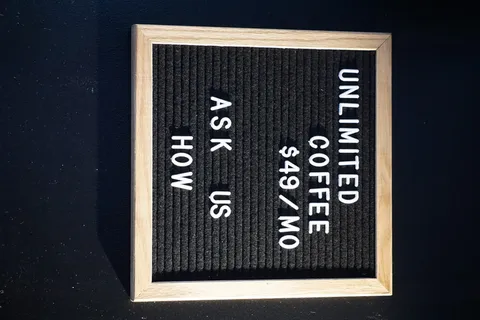 UNLIMITED
COFFEE
$49/MO
ASK US
HOW